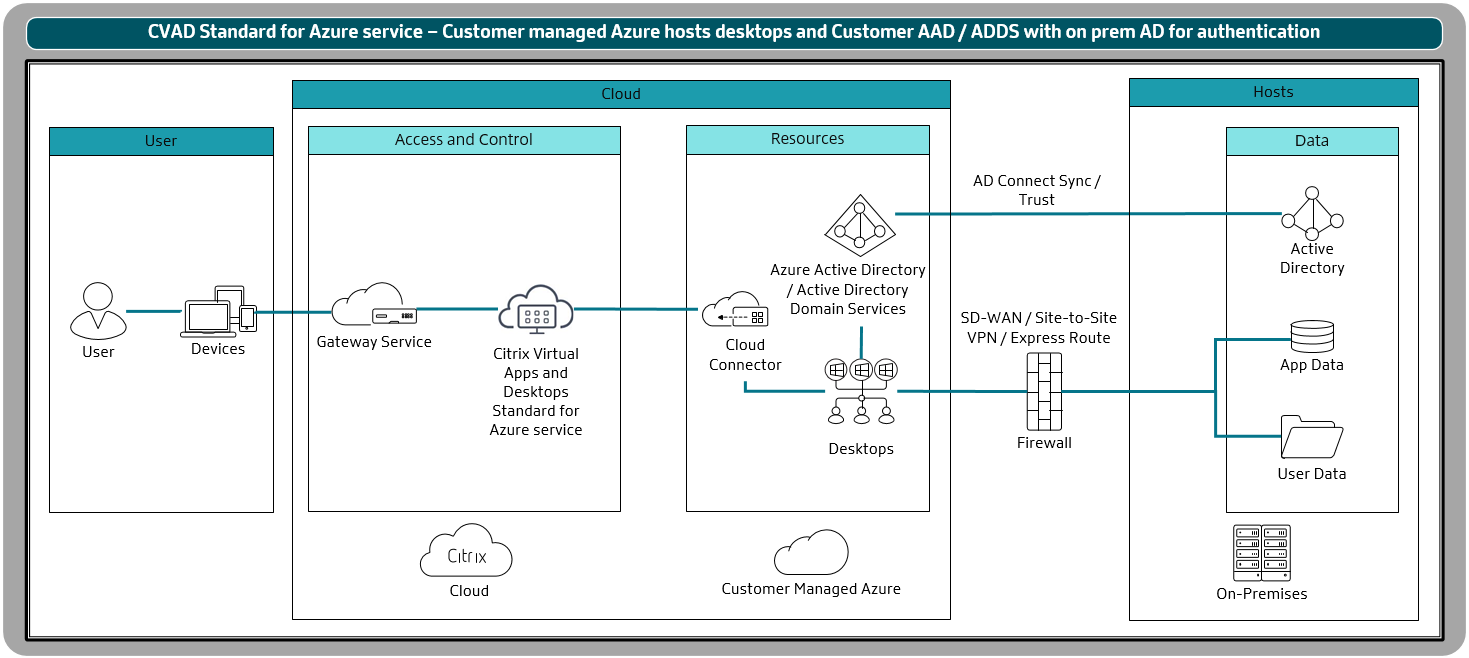 CVAD Standard for Azure service – Customer managed Azure hosts desktops and Customer AAD / ADDS with on prem AD for authentication
Cloud
Hosts
User
Access and Control
Resources
Data
User
Devices
Gateway Service
Citrix Virtual
Apps and
Desktops
Standard for
Azure service
Cloud
Connector
Azure Active Directory
/ Active Directory
Domain Services
Desktops
AD Connect Sync /
Trust
SD-WAN / Site-to-Site
VPN / Express Route
Firewall
Active
Directory
App Data
User Data
Citrix
Cloud
Customer Managed Azure
On-Premises